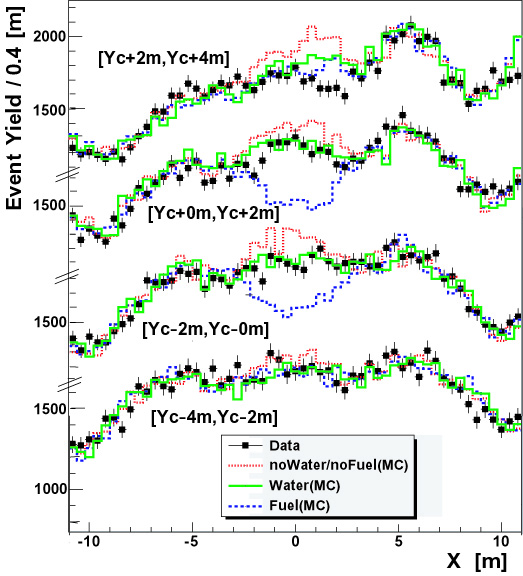 Event Yield / 0.4 [m]
2000
[Yc+2m,Yc+4m]
1500
1500
[Yc+0m,Yc+2m]
1500
[Yc−2m,Yc−0m]
1500
[Yc−4m,Yc−2m]
1000
Data
noWater/noFuel(MC)
Water(MC)
Fuel(MC)
-10 -5 0 5 10
X [m]